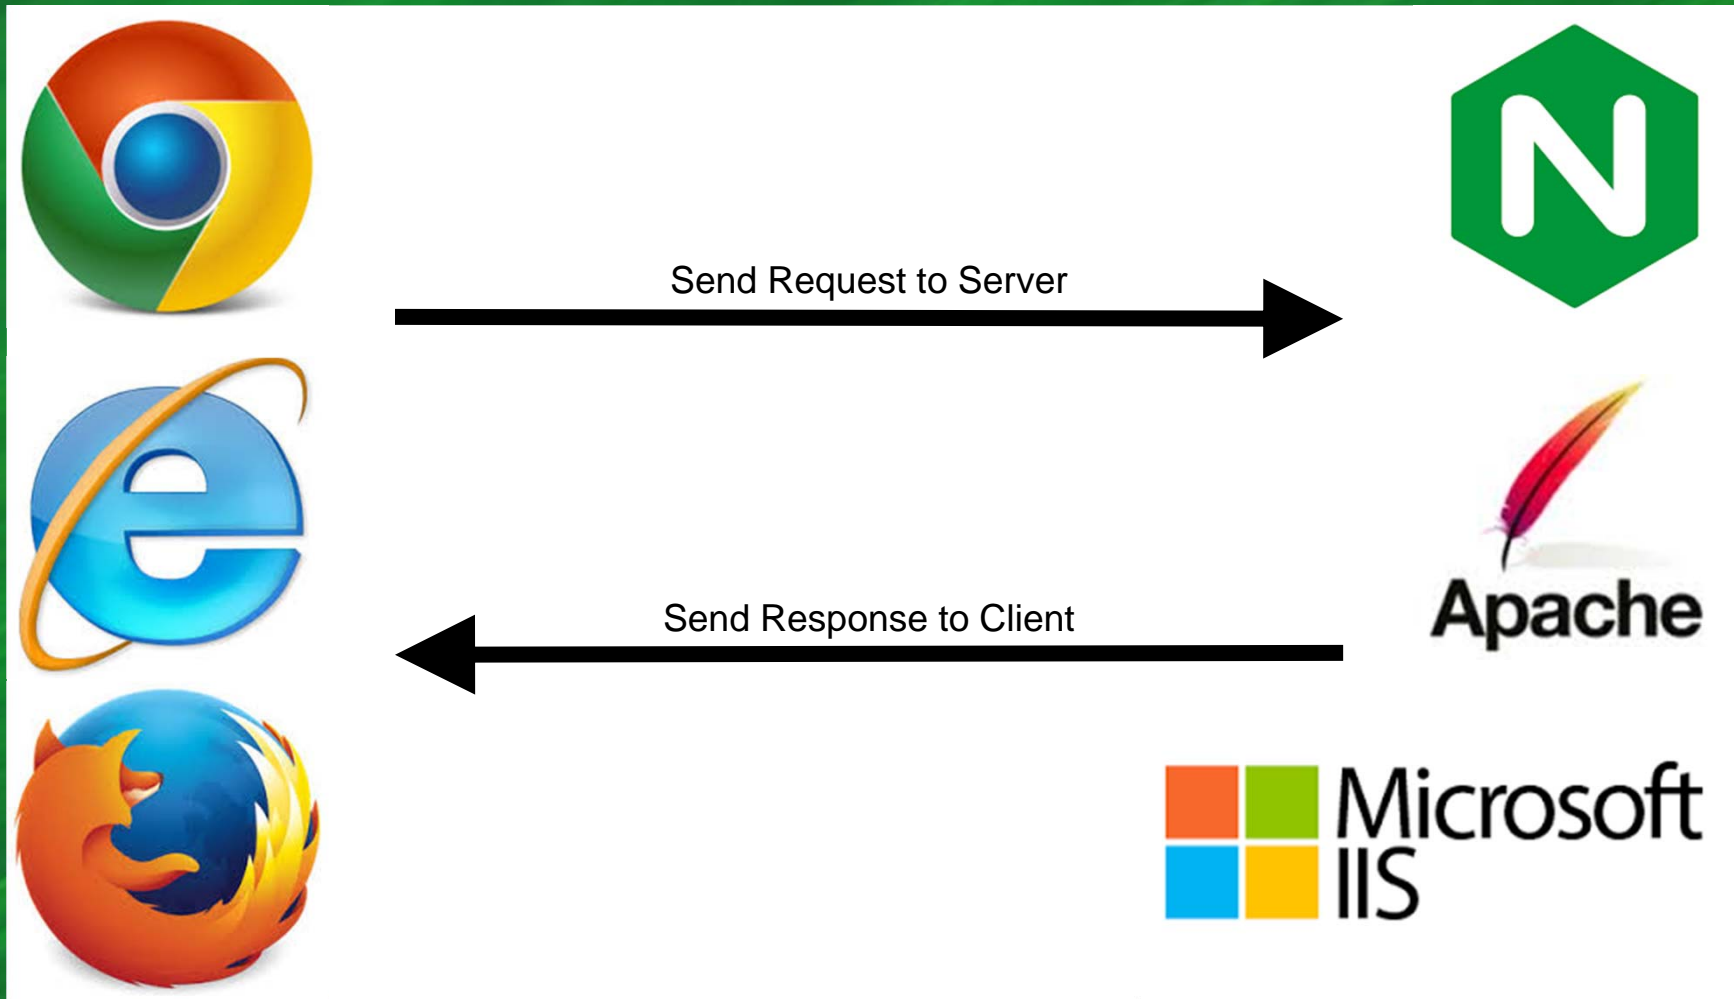 N
Send Request to Server
Apache
Send Response to Client
Microsoft
IIS